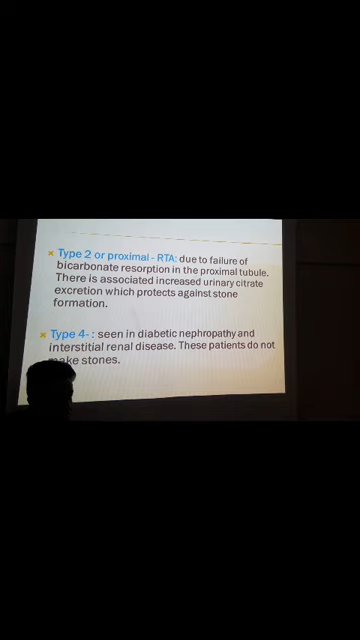 Type 2 or proximal - RTA: due to failure of
bicarbonate resorption in the proximal tubule.
There is associated increased urinary citrate
excretion which protects against stone
formation.
Type 4- : seen in diabetic nephropathy and
interstitial renal disease. These patients do not
make stones.